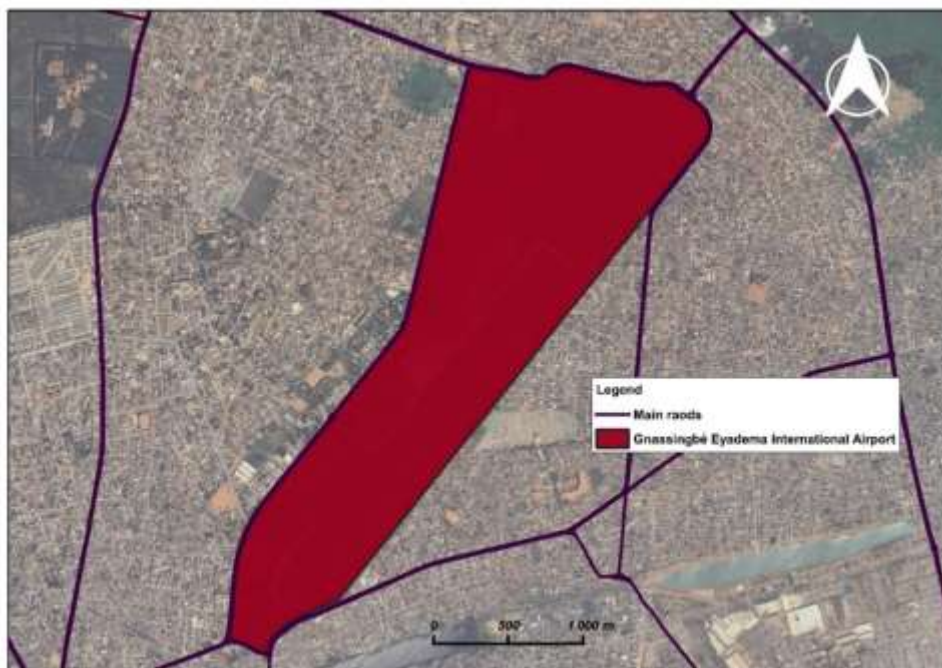 Legend
Main raods
Gnassingbé Eyadema International Airport
0 500 1 000 m